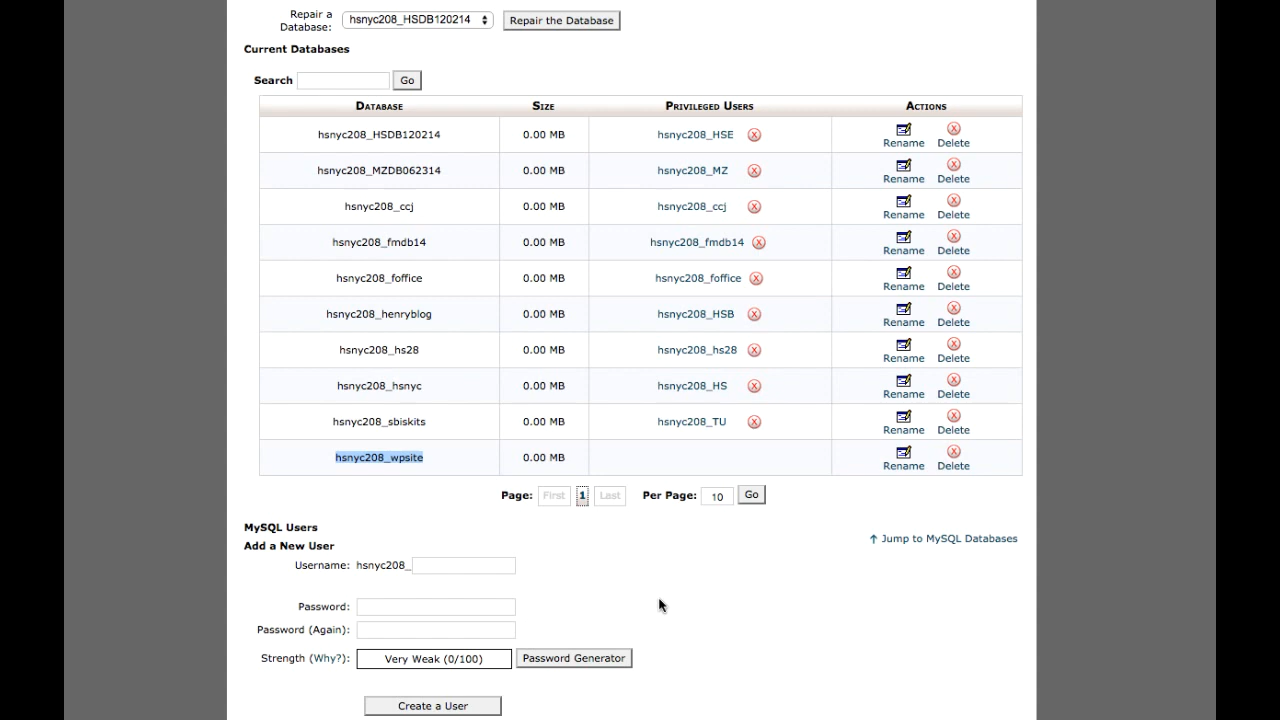 Repair a Database: hsnyc208_HSDB120214 Repair the Database
Current Databases
Search Go
DATABASE SIZE PRIVILEGED USERS ACTIONS
hsnyc208_HSDB120214 0.00 MB hsnyc208_HSE Rename Delete
hsnyc208_MZDB062314 0.00 MB hsnyc208_MZ Rename Delete
hsnyc208_ccj 0.00 MB hsnyc208_ccj Rename Delete
hsnyc208_fmdb14 0.00 MB hsnyc208_fmdb14 Rename Delete
hsnyc208_foffice 0.00 MB hsnyc208_foffice Rename Delete
hsnyc208_henryblog 0.00 MB hsnyc208_HSB Rename Delete
hsnyc208_hs28 0.00 MB hsnyc208_hs28 Rename Delete
hsnyc208_hsnyc 0.00 MB hsnyc208_HS Rename Delete
hsnyc208_sbiskits 0.00 MB hsnyc208_TU Rename Delete
hsnyc208_wpsite 0.00 MB Rename Delete
Page: First 1 Last Per Page: 10 Go
MySQL Users
Jump to MySQL Databases
Add a New User
Username: hsnyc208_
Password:
Password (Again):
Strength (Why?): Very Weak (0/100) Password Generator
Create a User